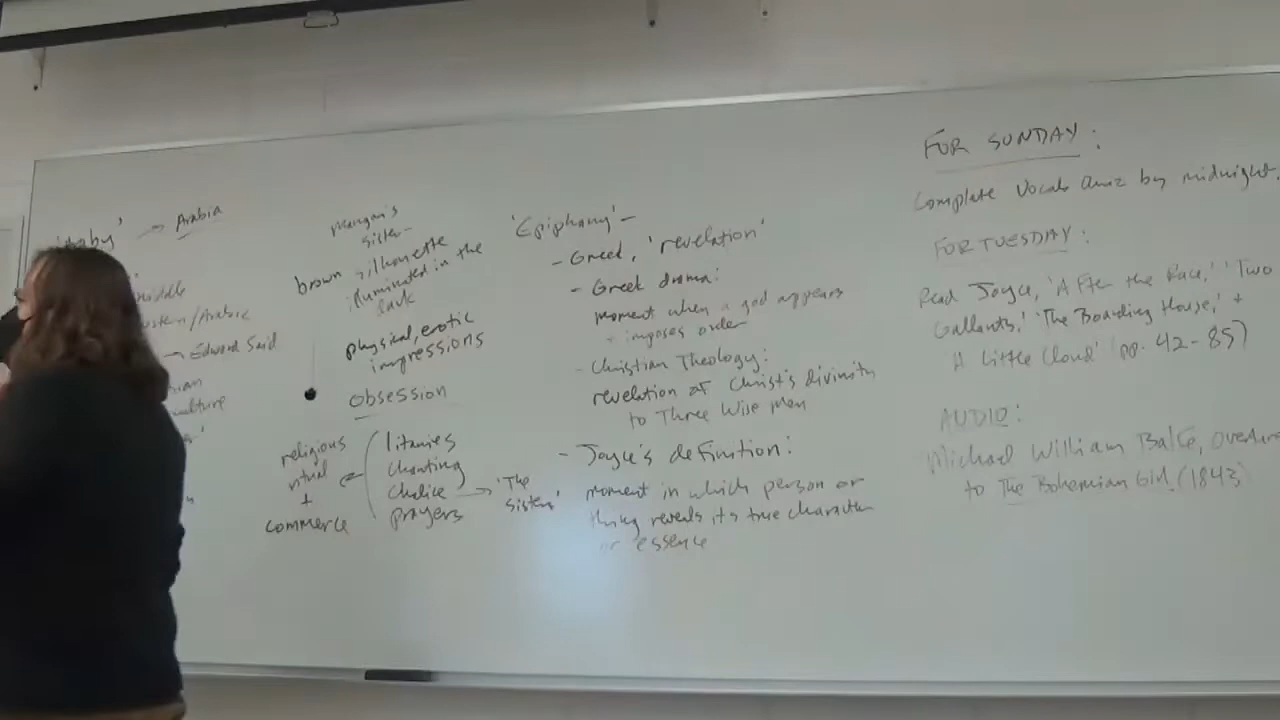 'Araby' → Arabia
Middle
Eastern/Arabic
→ Edward Said
culture
Mangan's
sister -
brown silhouette
illuminated in the
dark
physical, erotic
impressions
obsession
religious
ritual
+
commerce
litanies
chanting
chalice → 'The
Sisters'
prayers
'Epiphany' -
- Greek, 'revelation'
- Greek drama:
moment when a god appears
+ imposes order
- Christian Theology:
revelation of Christ's divinity
to Three Wise Men
- Joyce's definition:
moment in which person or
thing reveals its true character
or essence
FOR SUNDAY:
Complete Vocab Quiz by midnight.
FOR TUESDAY:
Read Joyce, 'After the Race,' 'Two
Gallants,' 'The Boarding House,' +
A Little Cloud' pp. 42-85)
AUDIO:
Michael William Balfe, Overture
to The Bohemian Girl (1843)